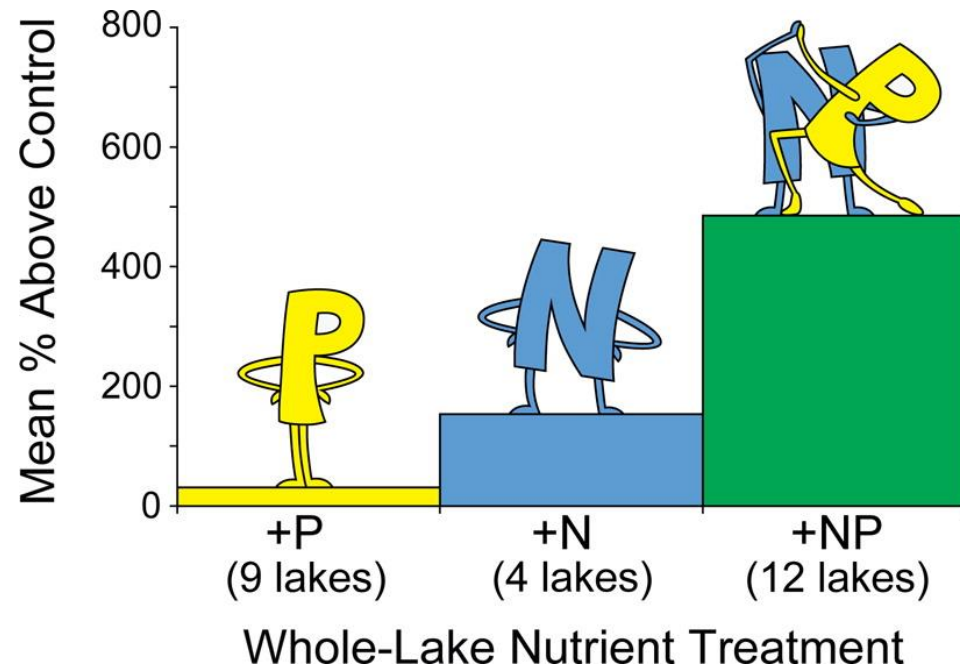 Mean % Above Control
800
600
400
200
0
P
N
NP
+P
(9 lakes)
+N
(4 lakes)
+NP
(12 lakes)
Whole-Lake Nutrient Treatment